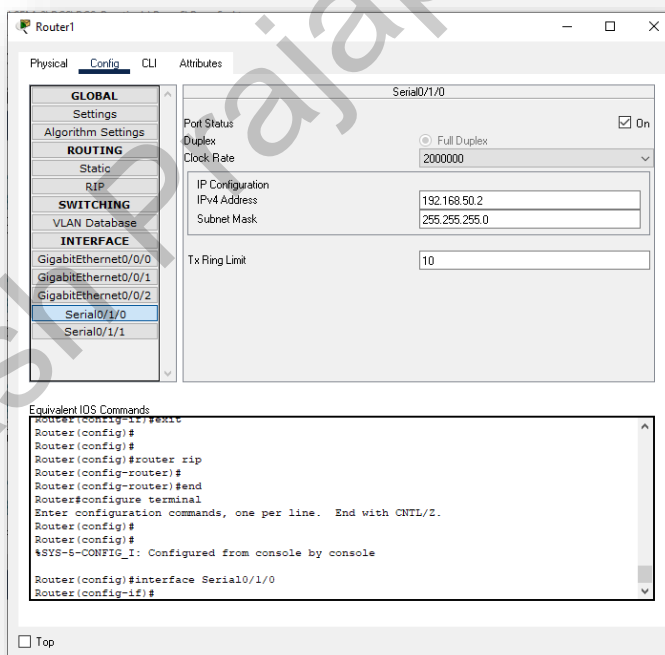 Router1
Physical Config CLI Attributes
GLOBAL
Settings
Algorithm Settings
ROUTING
Static
RIP
SWITCHING
VLAN Database
INTERFACE
GigabitEthernet0/0/0
GigabitEthernet0/0/1
GigabitEthernet0/0/2
Serial0/1/0
Serial0/1/1
Serial0/1/0
Port Status On
Duplex Full Duplex
Clock Rate 2000000
IP Configuration
IPv4 Address 192.168.50.2
Subnet Mask 255.255.255.0
Tx Ring Limit 10
Equivalent IOS Commands
Router(config-if)#exit
Router(config)#
Router(config)#
Router(config)#router rip
Router(config-router)#
Router(config-router)#end
Router#configure terminal
Enter configuration commands, one per line. End with CNTL/Z.
Router(config)#
Router(config)#
%SYS-5-CONFIG_I: Configured from console by console
Router(config)#interface Serial0/1/0
Router(config-if)#
Top